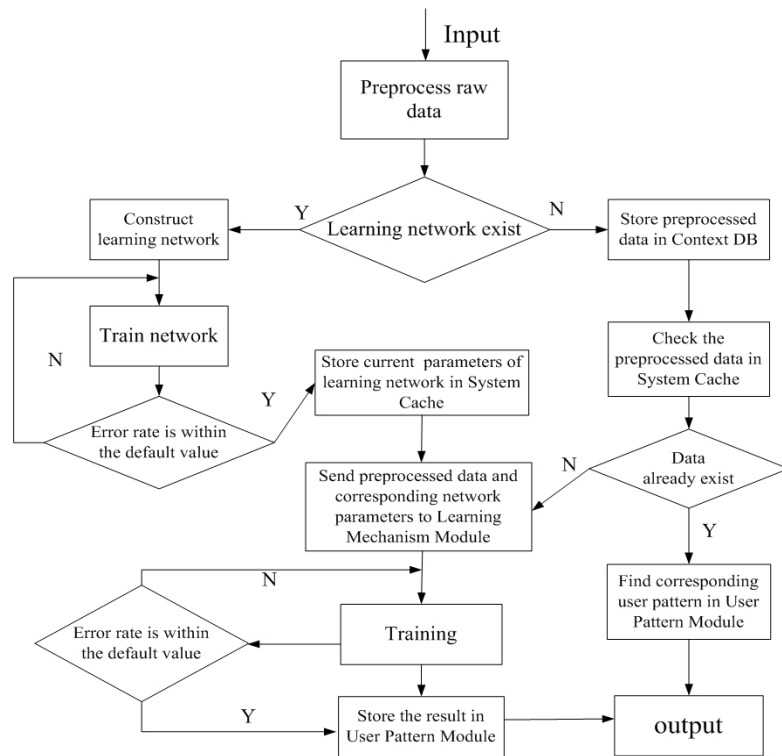 Input
Preprocess raw
data
Y
N
Learning network exist
Construct
learning network
Store preprocessed
data in Context DB
Train network
N
Check the
preprocessed data in
System Cache
Store current parameters of
learning network in System
Cache
Y
Error rate is within
the default value
N
Data
already exist
Send preprocessed data and
corresponding network
parameters to Learning
Mechanism Module
Y
N
Find corresponding
user pattern in User
Pattern Module
Error rate is within
the default value
Training
Y
Store the result in
User Pattern Module
output